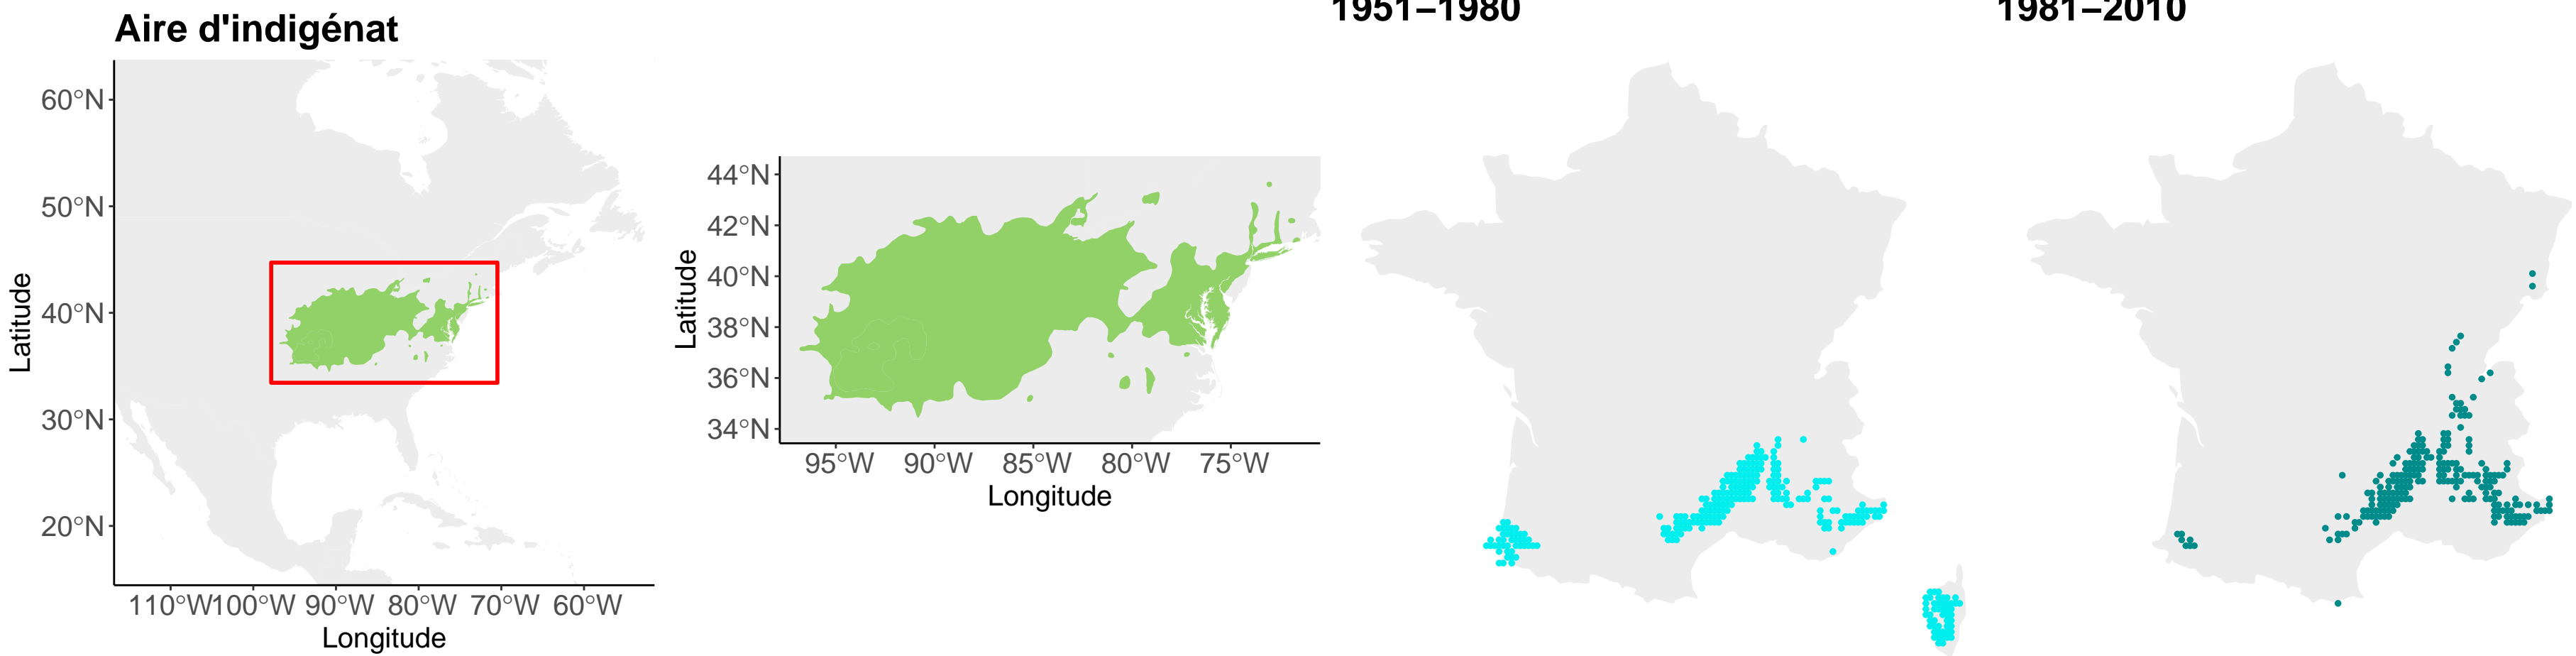 Aire d'indigénat
1951–1980
1981–2010
60°N
50°N
40°N
30°N
20°N
Latitude
110°W100°W 90°W 80°W 70°W 60°W
Longitude
44°N
42°N
40°N
38°N
36°N
34°N
Latitude
95°W 90°W 85°W 80°W 75°W
Longitude